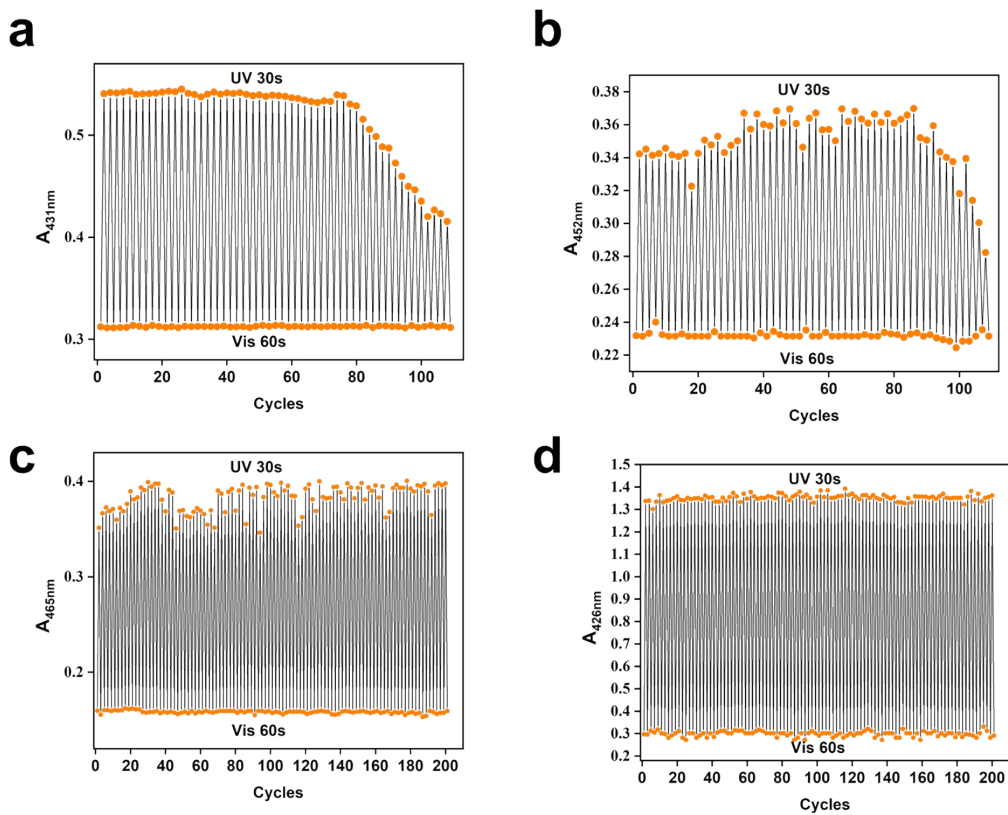 a
UV 30s
0.5
0.4
0.3
A431nm
Vis 60s
0 20 40 60 80 100
Cycles
b
UV 30s
0.38
0.36
0.34
0.32
0.30
0.28
0.26
0.24
0.22
A452nm
Vis 60s
0 20 40 60 80 100
Cycles
c
UV 30s
0.4
0.3
0.2
A465nm
Vis 60s
0 20 40 60 80 100 120 140 160 180 200
Cycles
d
UV 30s
1.5
1.4
1.3
1.2
1.1
1.0
0.9
0.8
0.7
0.6
0.5
0.4
0.3
0.2
A426nm
Vis 60s
0 20 40 60 80 100 120 140 160 180 200
Cycles